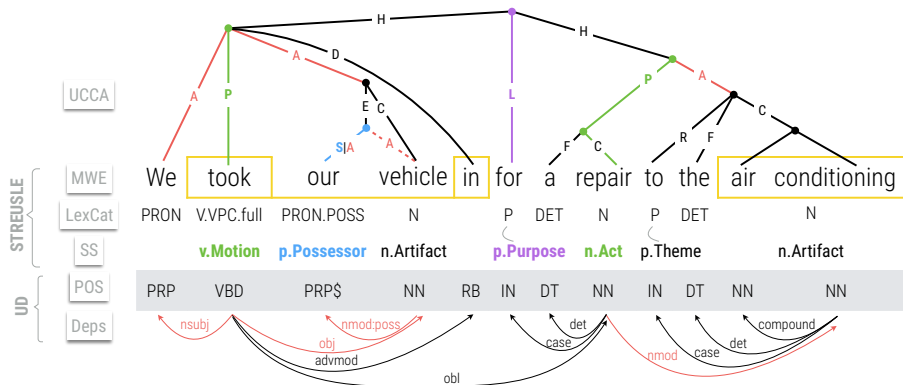 H
H
D
A
A
P
L
P
A
E
C
C
S|A
A
F
C
R
F
UCCA
STREUSLE
MWE
We took our vehicle in for a repair to the air conditioning
LexCat
PRON V.VPC.full PRON.POSS N P DET N P DET N
SS
v.Motion p.Possessor n.Artifact p.Purpose n.Act p.Theme n.Artifact
UD
POS
PRP VBD PRP$ NN RB IN DT NN IN DT NN NN
Deps
nsubj nmod:poss det compound
obj case nmod case det
advmod
obl